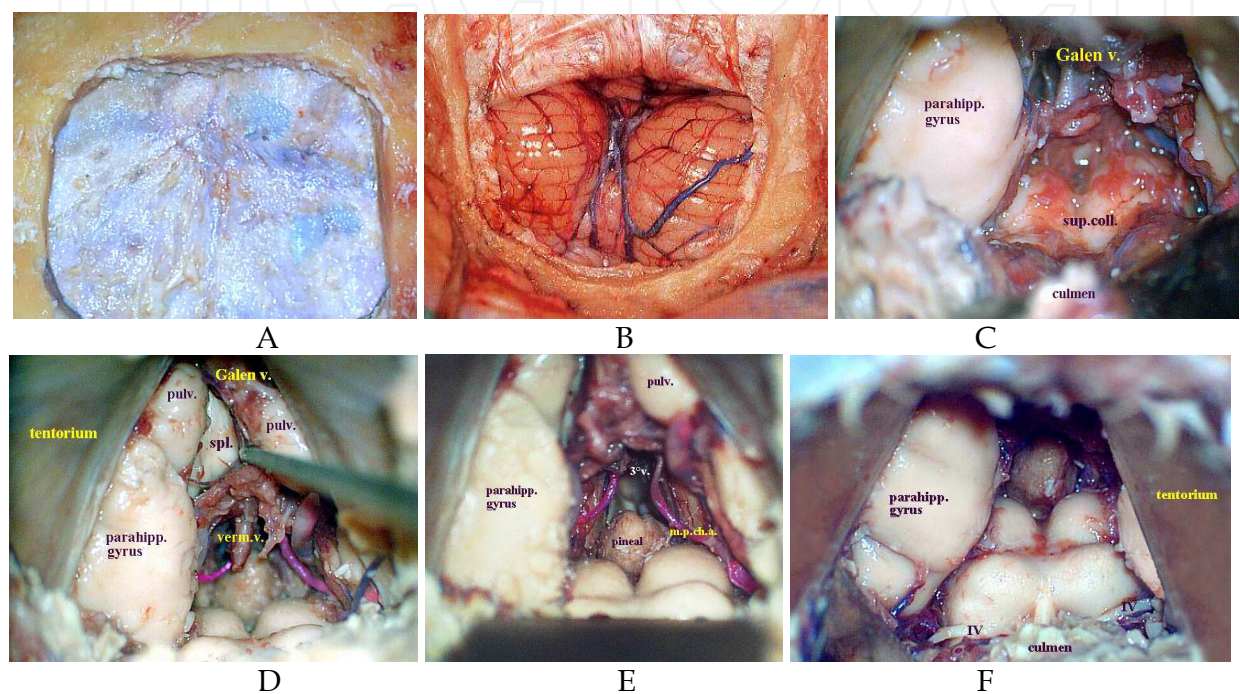 Galen v.
parahipp.
gyrus
sup.coll.
culmen
A
B
C
Galen v.
pulv.
tentorium
pulv.
spl.
parahipp.
gyrus
verm.v.
pulv.
3°v.
parahipp.
gyrus
m.p.ch.a.
pineal
parahipp.
gyrus
tentorium
IV
IV
culmen
D
E
F